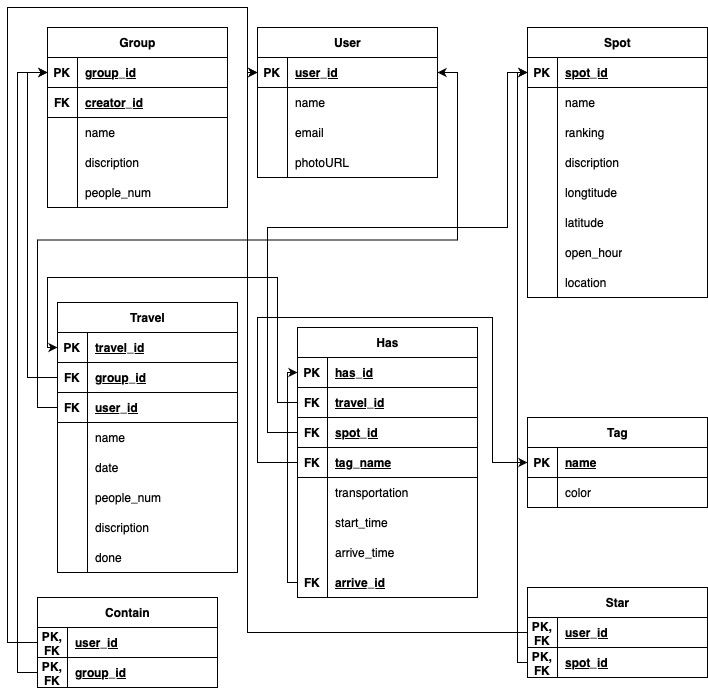 Group
PK group_id
FK creator_id
name
discription
people_num
User
PK user_id
name
email
photoURL
Spot
PK spot_id
name
ranking
discription
longtitude
latitude
open_hour
location
Travel
PK travel_id
FK group_id
FK user_id
name
date
people_num
discription
done
Has
PK has_id
FK travel_id
FK spot_id
FK tag_name
transportation
start_time
arrive_time
FK arrive_id
Tag
PK name
color
Contain
PK,
FK user_id
PK,
FK group_id
Star
PK,
FK user_id
PK,
FK spot_id